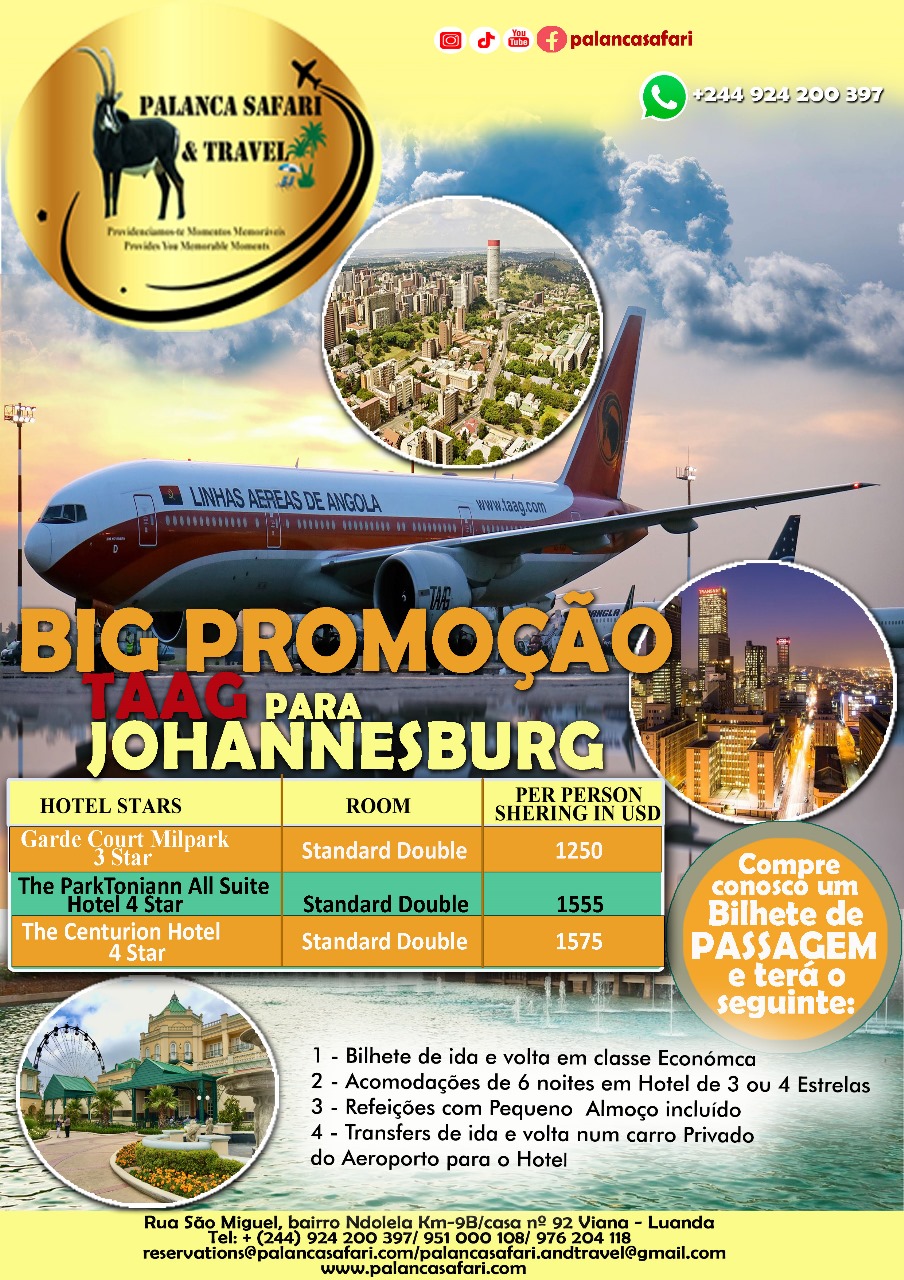 palancasafari
+244 924 200 397
PALANCA SAFARI
& TRAVEL
Providenciamos-te Momentos Memoráveis
Provides You Memorable Moments
LINHAS AEREAS DE ANGOLA
www.taag.com
D
TAAG
ANGLA
BIG PROMOÇÃO
TAAG PARA
JOHANNESBURG
HOTEL STARS ROOM PER PERSON
SHERING IN USD
Garde Court Milpark
3 Star
Standard Double 1250
The ParkToniann All Suite
Hotel 4 Star
Standard Double 1555
The Centurion Hotel
4 Star
Standard Double 1575
Compre
conosco um
Bilhete de
PASSAGEM
e terá o
seguinte:
1 - Bilhete de ida e volta em classe Económca
2 - Acomodações de 6 noites em Hotel de 3 ou 4 Estrelas
3 - Refeições com Pequeno Almoço incluído
4 - Transfers de ida e volta num carro Privado
do Aeroporto para o Hotel
Rua São Miguel, bairro Ndolela Km-9B/casa nº 92 Viana - Luanda
Tel: + (244) 924 200 397/ 951 000 108/ 976 204 118
reservations@palancasafari.com/palancasafari.andtravel@gmail.com
www.palancasafari.com